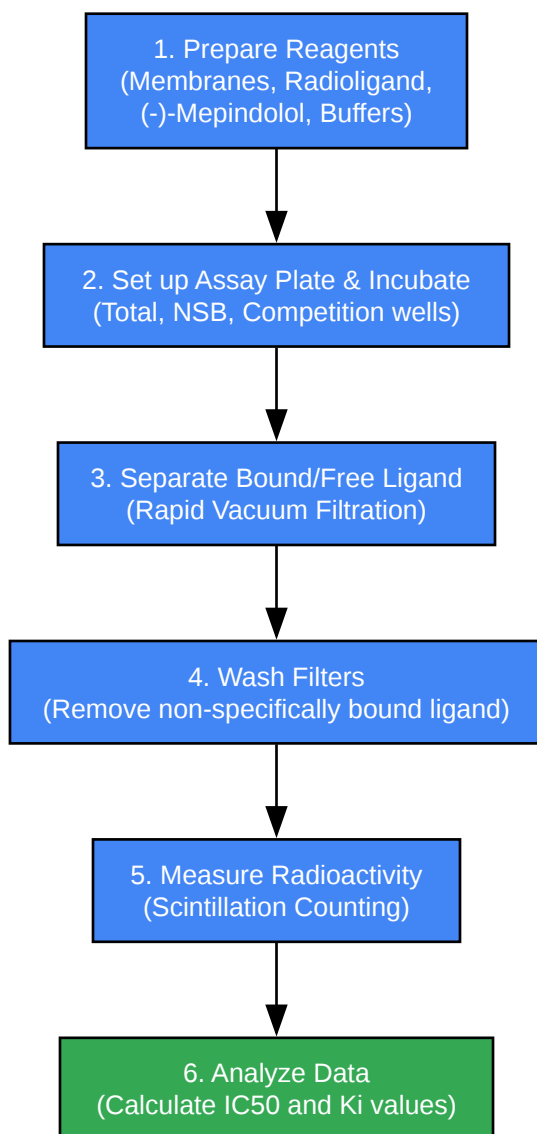 1. Prepare Reagents
(Membranes, Radioligand,
(-)-Mepindolol, Buffers)
2. Set up Assay Plate & Incubate
(Total, NSB, Competition wells)
3. Separate Bound/Free Ligand
(Rapid Vacuum Filtration)
4. Wash Filters
(Remove non-specifically bound ligand)
5. Measure Radioactivity
(Scintillation Counting)
6. Analyze Data
(Calculate IC50 and Ki values)